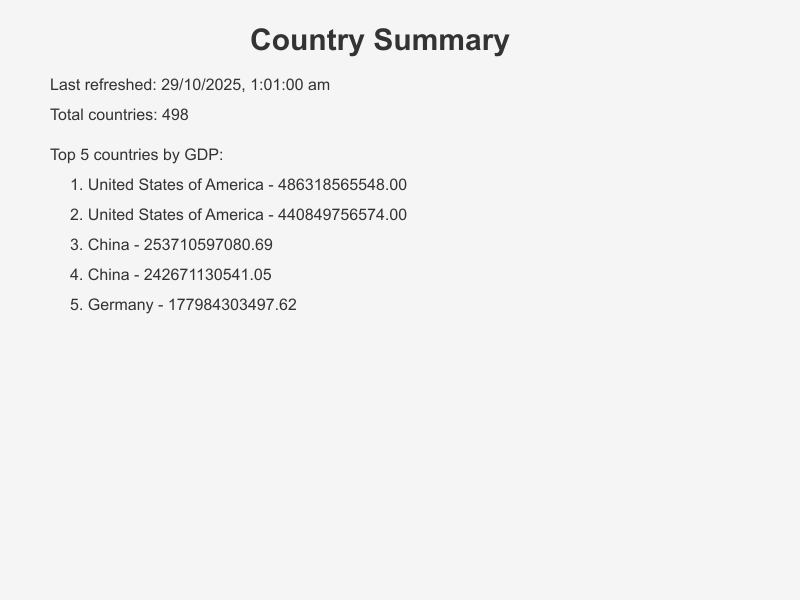 Country Summary
Last refreshed: 29/10/2025, 1:01:00 am
Total countries: 498
Top 5 countries by GDP:
1. United States of America - 486318565548.00
2. United States of America - 440849756574.00
3. China - 253710597080.69
4. China - 242671130541.05
5. Germany - 177984303497.62